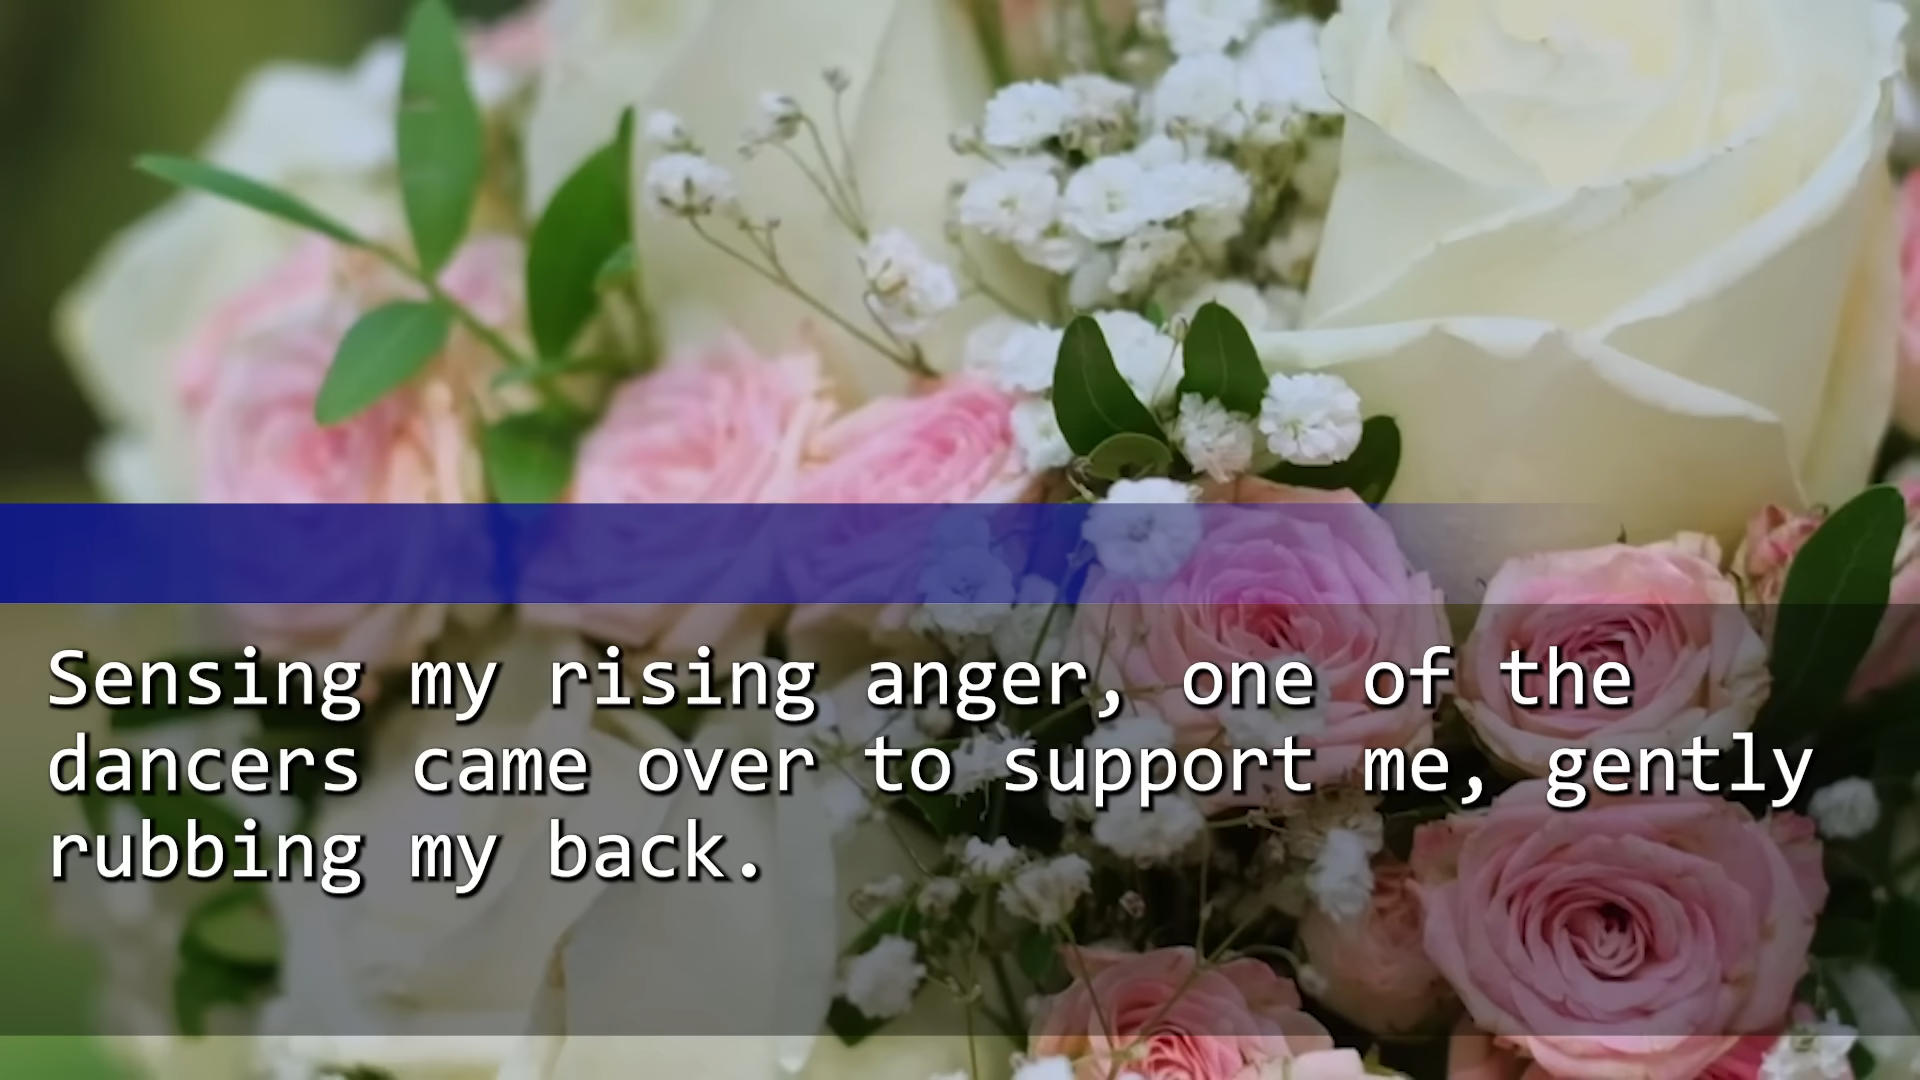 Sensing my rising anger, one of the
dancers came over to support me, gently
rubbing my back.